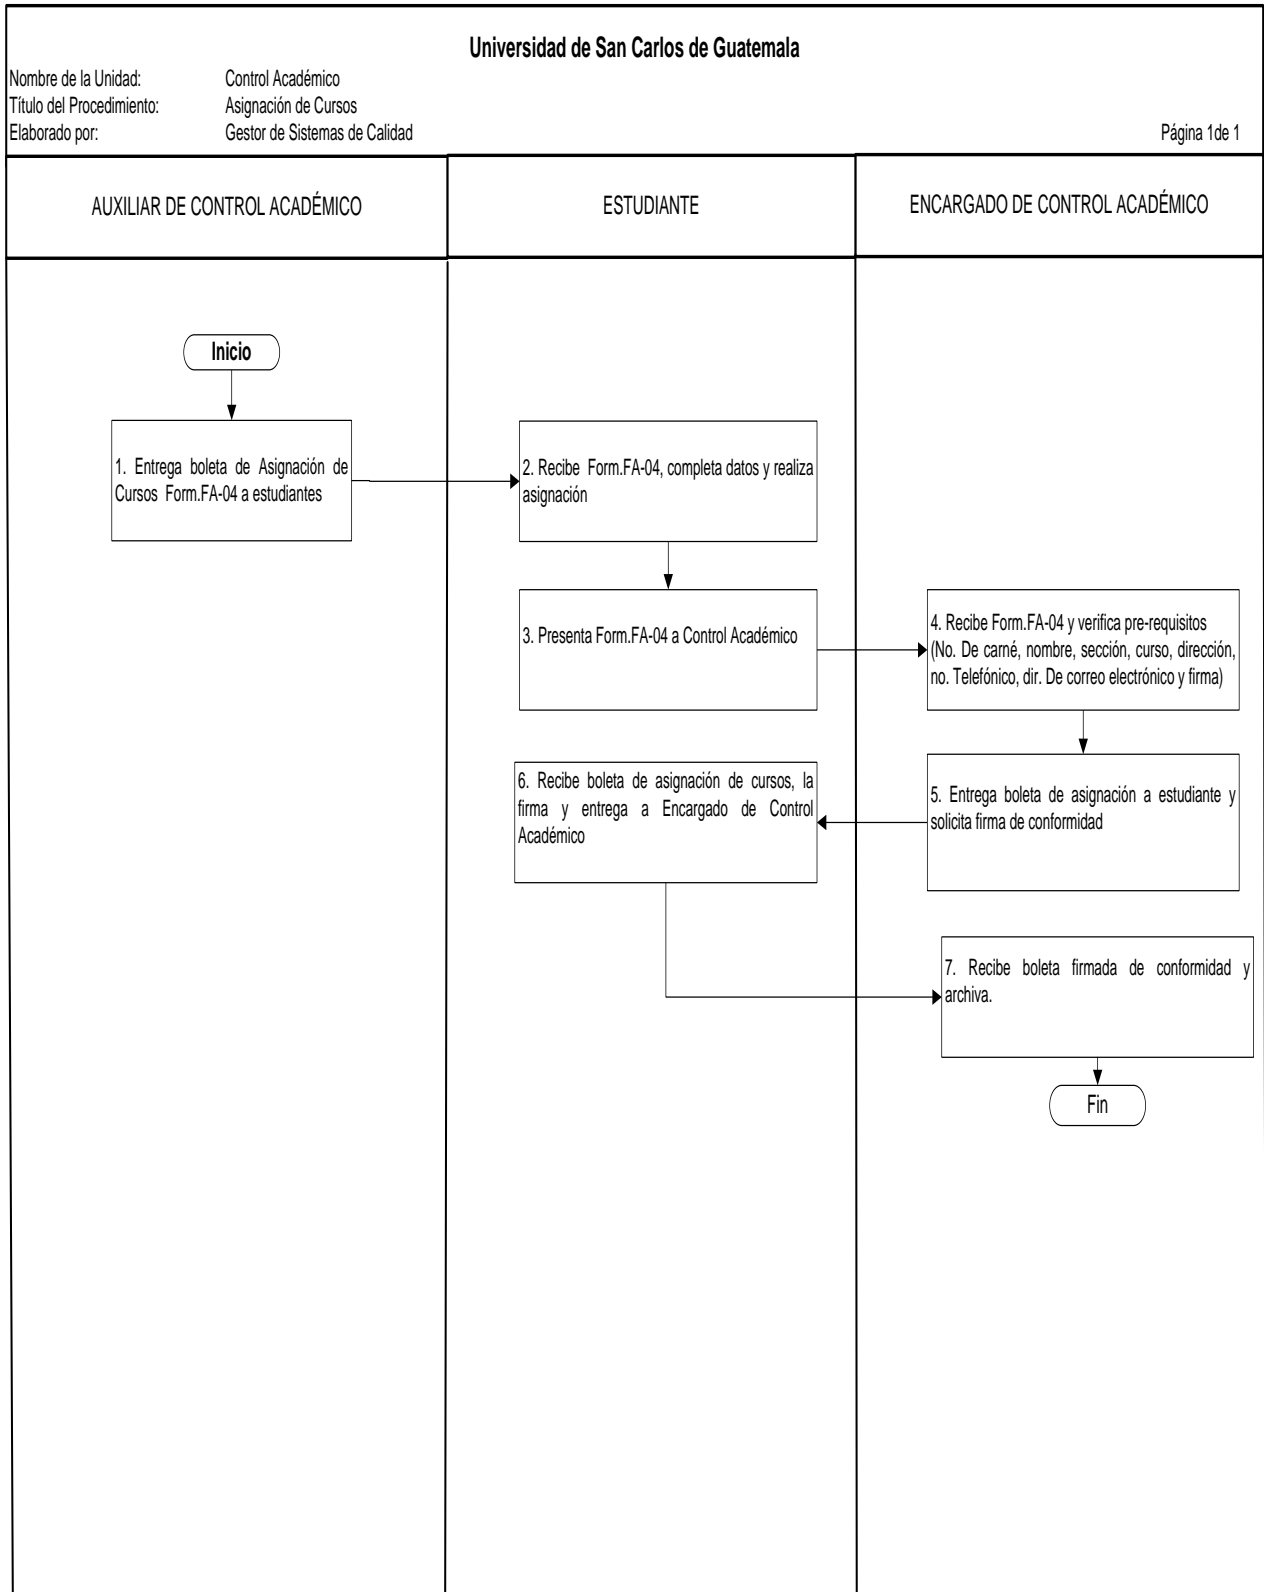 Universidad de San Carlos de Guatemala
Nombre de la Unidad: Control Académico
Título del Procedimiento: Asignación de Cursos
Elaborado por: Gestor de Sistemas de Calidad
Página 1de 1
AUXILIAR DE CONTROL ACADÉMICO
ESTUDIANTE
ENCARGADO DE CONTROL ACADÉMICO
Inicio
1. Entrega boleta de Asignación de
Cursos Form.FA-04 a estudiantes
2. Recibe Form.FA-04, completa datos y realiza
asignación
3. Presenta Form.FA-04 a Control Académico
4. Recibe Form.FA-04 y verifica pre-requisitos
(No. De carné, nombre, sección, curso, dirección,
no. Telefónico, dir. De correo electrónico y firma)
5. Entrega boleta de asignación a estudiante y
solicita firma de conformidad
6. Recibe boleta de asignación de cursos, la
firma y entrega a Encargado de Control
Académico
7. Recibe boleta firmada de conformidad y
archiva.
Fin